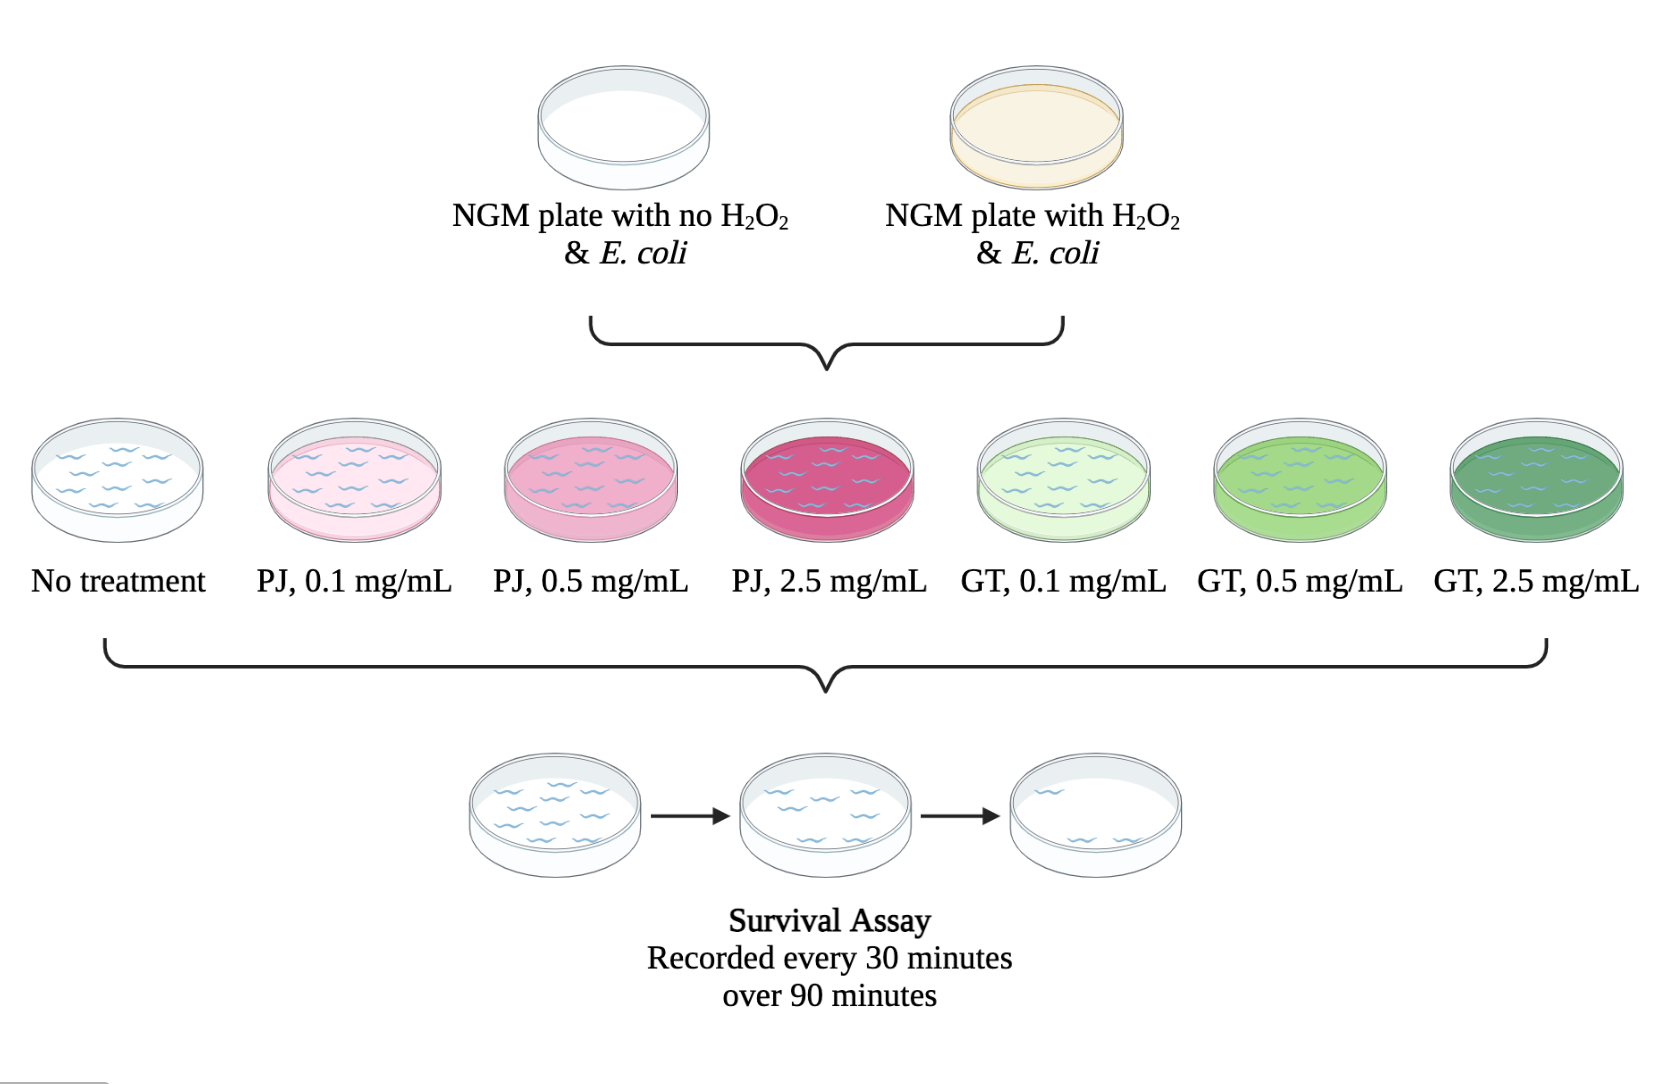 NGM plate with no H₂O₂
& E. coli
NGM plate with H₂O₂
& E. coli
No treatment
PJ, 0.1 mg/mL
PJ, 0.5 mg/mL
PJ, 2.5 mg/mL
GT, 0.1 mg/mL
GT, 0.5 mg/mL
GT, 2.5 mg/mL
Survival Assay
Recorded every 30 minutes
over 90 minutes